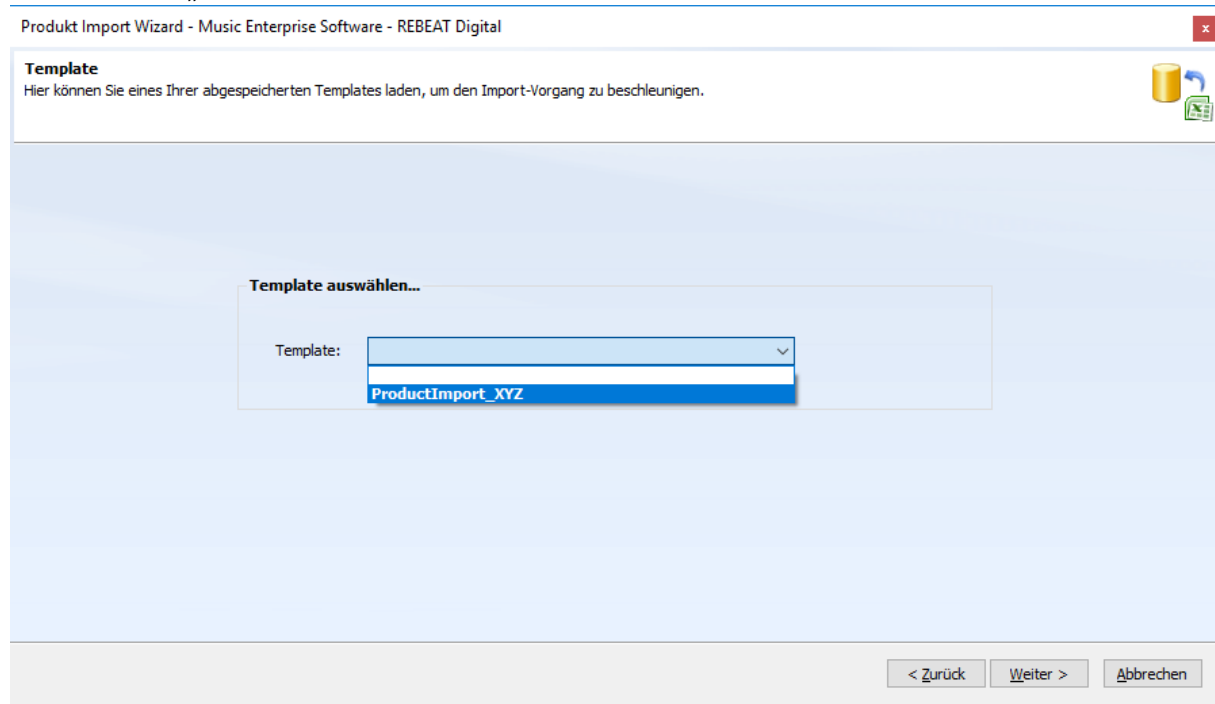 Produkt Import Wizard - Music Enterprise Software - REBEAT Digital
x
Template
Hier können Sie eines Ihrer abgespeicherten Templates laden, um den Import-Vorgang zu beschleunigen.
Template auswählen...
Template:
ProductImport_XYZ
< Zurück Weiter > Abbrechen